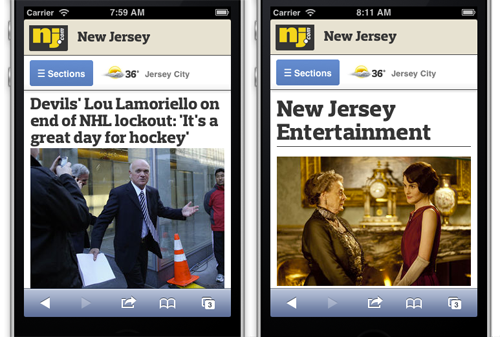 Carrier 7:59 AM
nj.com New Jersey
☰ Sections 36° Jersey City
Devils' Lou Lamoriello on
end of NHL lockout: 'It's a
great day for hockey'
3
Carrier 8:11 AM
nj.com New Jersey
☰ Sections 36° Jersey City
New Jersey
Entertainment
3